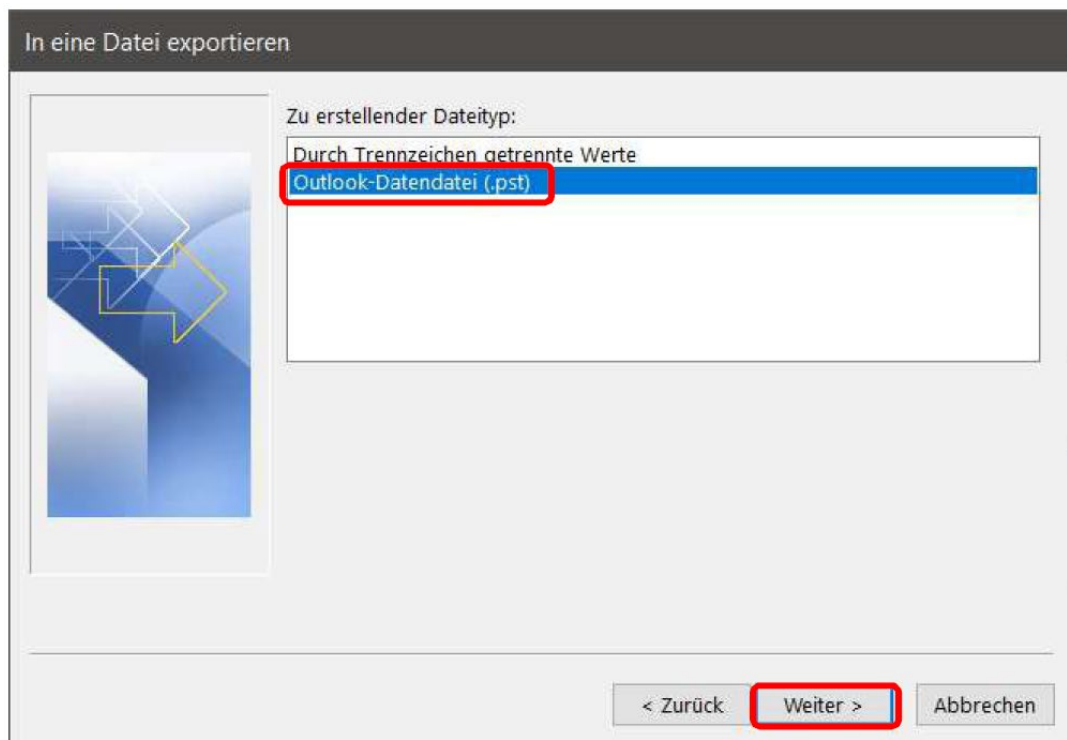 In eine Datei exportieren
Zu erstellender Dateityp:
Durch Trennzeichen getrennte Werte
Outlook-Datendatei (.pst)
< Zurück Weiter > Abbrechen